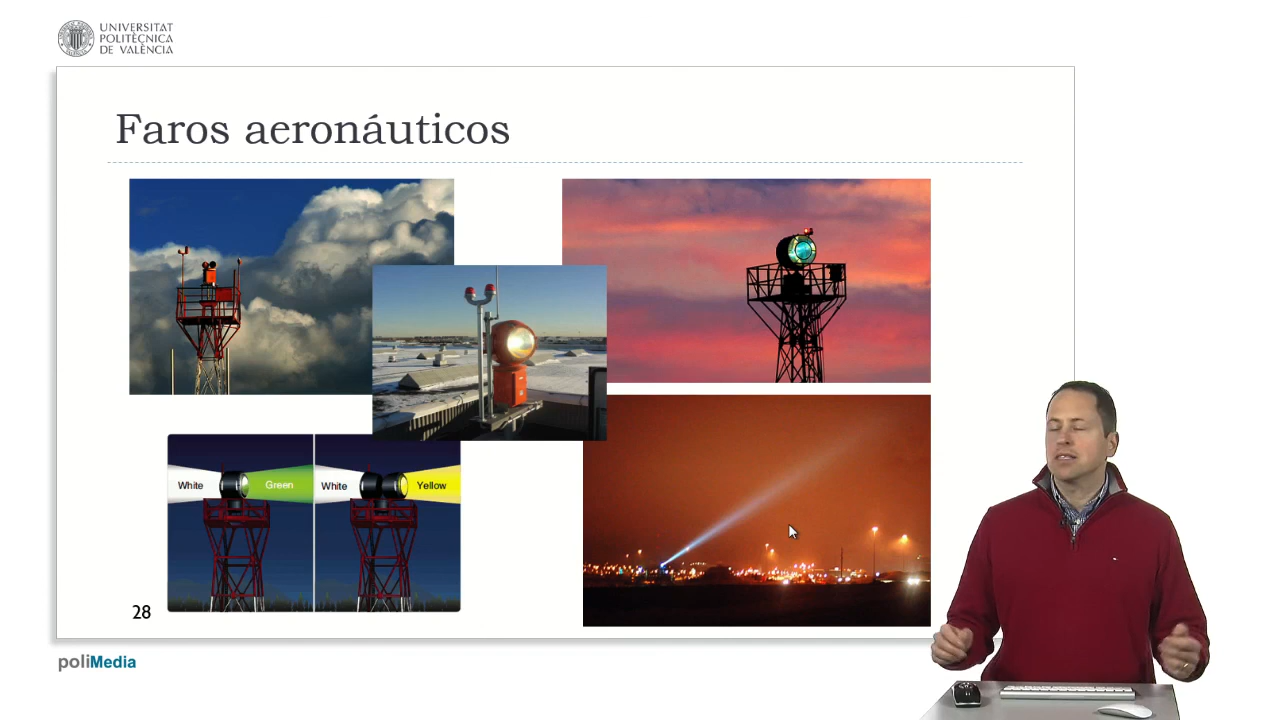 UNIVERSITAT
POLITÈCNICA
DE VALÈNCIA
Faros aeronáuticos
White
Green
White
Yellow
28
poliMedia